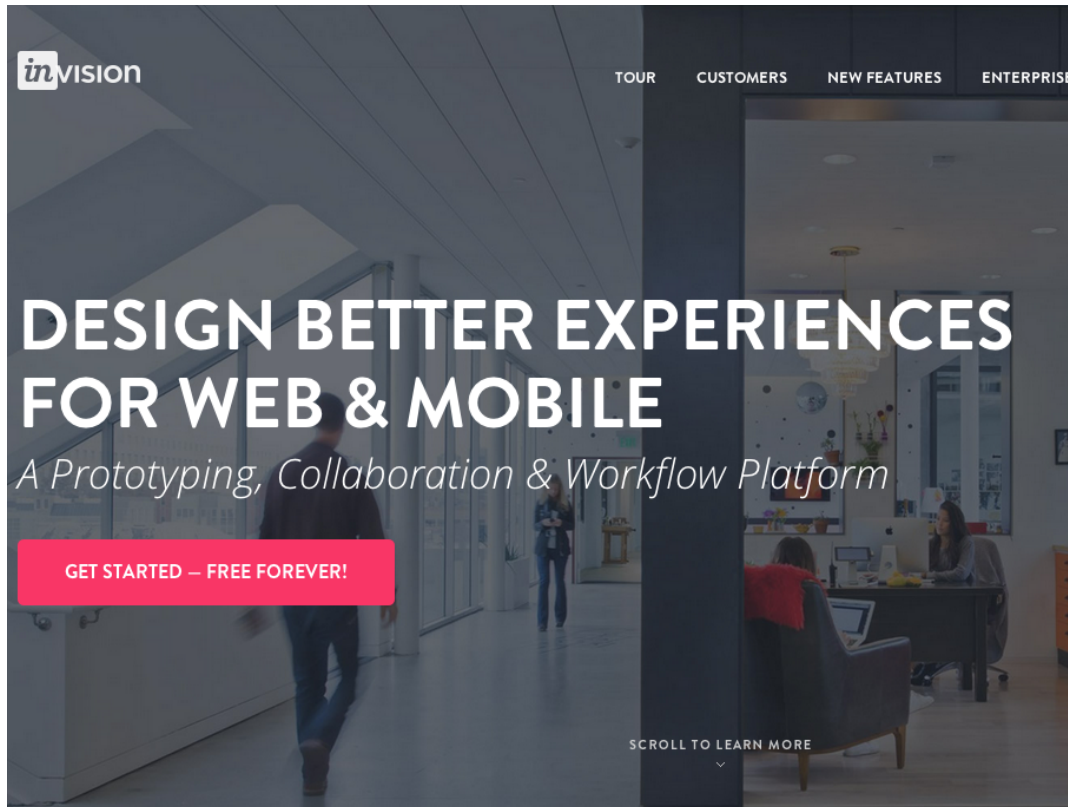 invision
TOUR CUSTOMERS NEW FEATURES ENTERPRISE
DESIGN BETTER EXPERIENCES
FOR WEB & MOBILE
A Prototyping, Collaboration & Workflow Platform
GET STARTED — FREE FOREVER!
SCROLL TO LEARN MORE